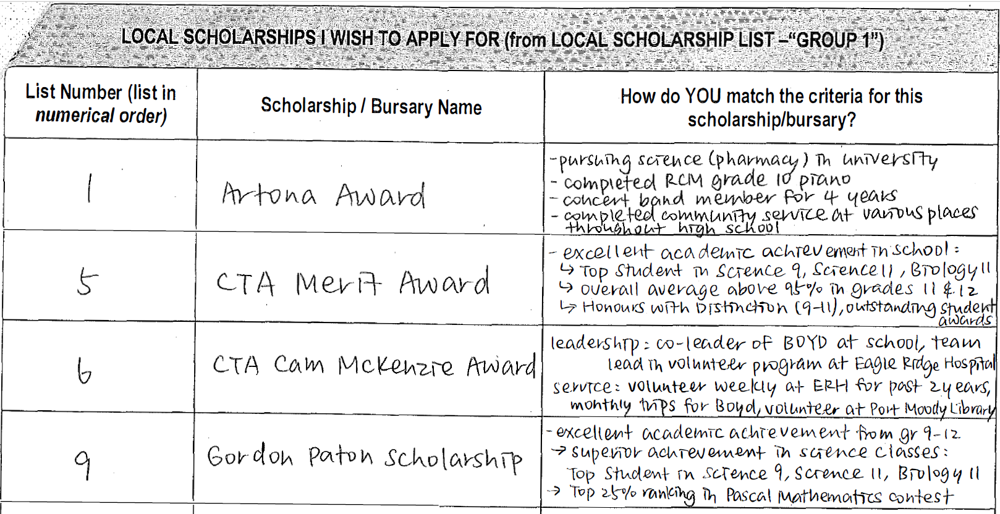 LOCAL SCHOLARSHIPS I WISH TO APPLY FOR (from LOCAL SCHOLARSHIP LIST –“GROUP 1”)
List Number (list in
numerical order)
Scholarship / Bursary Name
How do YOU match the criteria for this
scholarship/bursary?
1
Artona Award
- pursuing science (pharmacy) in university
- completed RCM grade 10 piano
- concert band member for 4 years
- completed community service at various places
throughout high school
5
CTA Merit Award
- excellent academic achievement in school:
↳ Top Student in Science 9, Science 11, Biology 11
↳ overall average above 95% in grades 11 & 12
↳ Honours with Distinction (9-11), outstanding student
awards
6
CTA Cam McKenzie Award
leadership: co-leader of BOYD at school, team
lead in volunteer program at Eagle Ridge Hospital
service: volunteer weekly at ERH for past 2 years,
monthly trips for Boyd, volunteer at Port Moody Library
9
Gordon Paton Scholarship
- excellent academic achievement from gr 9-12
→ superior achievement in science classes:
Top Student in Science 9, Science 11, Biology 11
→ Top 25% ranking in Pascal Mathematics contest